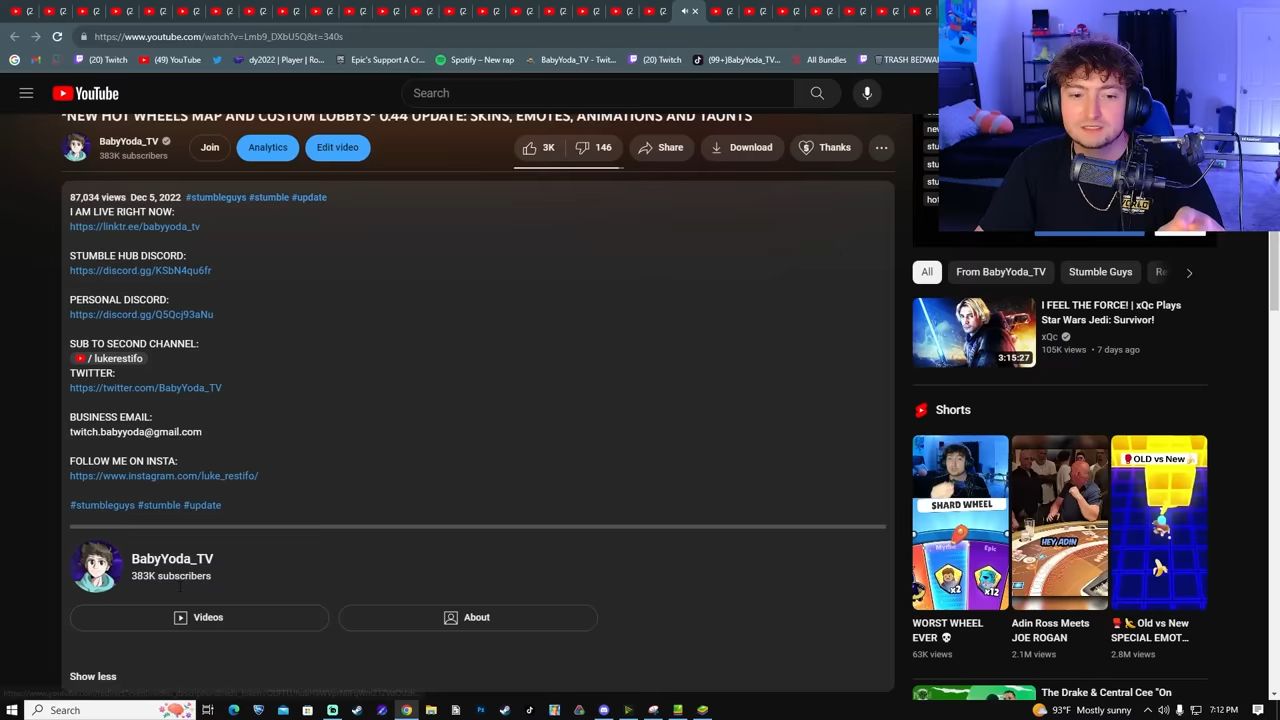 https://www.youtube.com/watch?v=Lmb9_DXbU5Q&t=340s
(20) Twitch
(49) YouTube
dy2022 | Player | Ro...
Epic's Support A Cr...
Spotify – New rap
BabyYoda_TV - Twit...
(20) Twitch
(99+)BabyYoda_TV...
All Bundles
TRASH BEDWA
YouTube
Search
*NEW HOT WHEELS MAP AND CUSTOM LOBBYS* 0.44 UPDATE: SKINS, EMOTES, ANIMATIONS AND TAUNTS
BabyYoda_TV
383K subscribers
Join
Analytics
Edit video
3K
146
Share
Download
Thanks
87,034 views Dec 5, 2022 #stumbleguys #stumble #update
I AM LIVE RIGHT NOW:
https://linktr.ee/babyyoda_tv
STUMBLE HUB DISCORD:
https://discord.gg/KSbN4qu6fr
PERSONAL DISCORD:
https://discord.gg/Q5Qcj93aNu
SUB TO SECOND CHANNEL:
/ lukerestifo
TWITTER:
https://twitter.com/BabyYoda_TV
BUSINESS EMAIL:
twitch.babyyoda@gmail.com
FOLLOW ME ON INSTA:
https://www.instagram.com/luke_restifo/
#stumbleguys #stumble #update
BabyYoda_TV
383K subscribers
Videos
About
Show less
All
From BabyYoda_TV
Stumble Guys
Re
I FEEL THE FORCE! | xQc Plays
Star Wars Jedi: Survivor!
xQc
105K views • 7 days ago
3:15:27
Shorts
SHARD WHEEL
Epic
x2
x12
HEY ADIN
OLD vs New
WORST WHEEL
EVER
63K views
Adin Ross Meets
JOE ROGAN
2.1M views
Old vs New
SPECIAL EMOT...
2.8M views
The Drake & Central Cee "On
Search
93°F Mostly sunny
7:12 PM